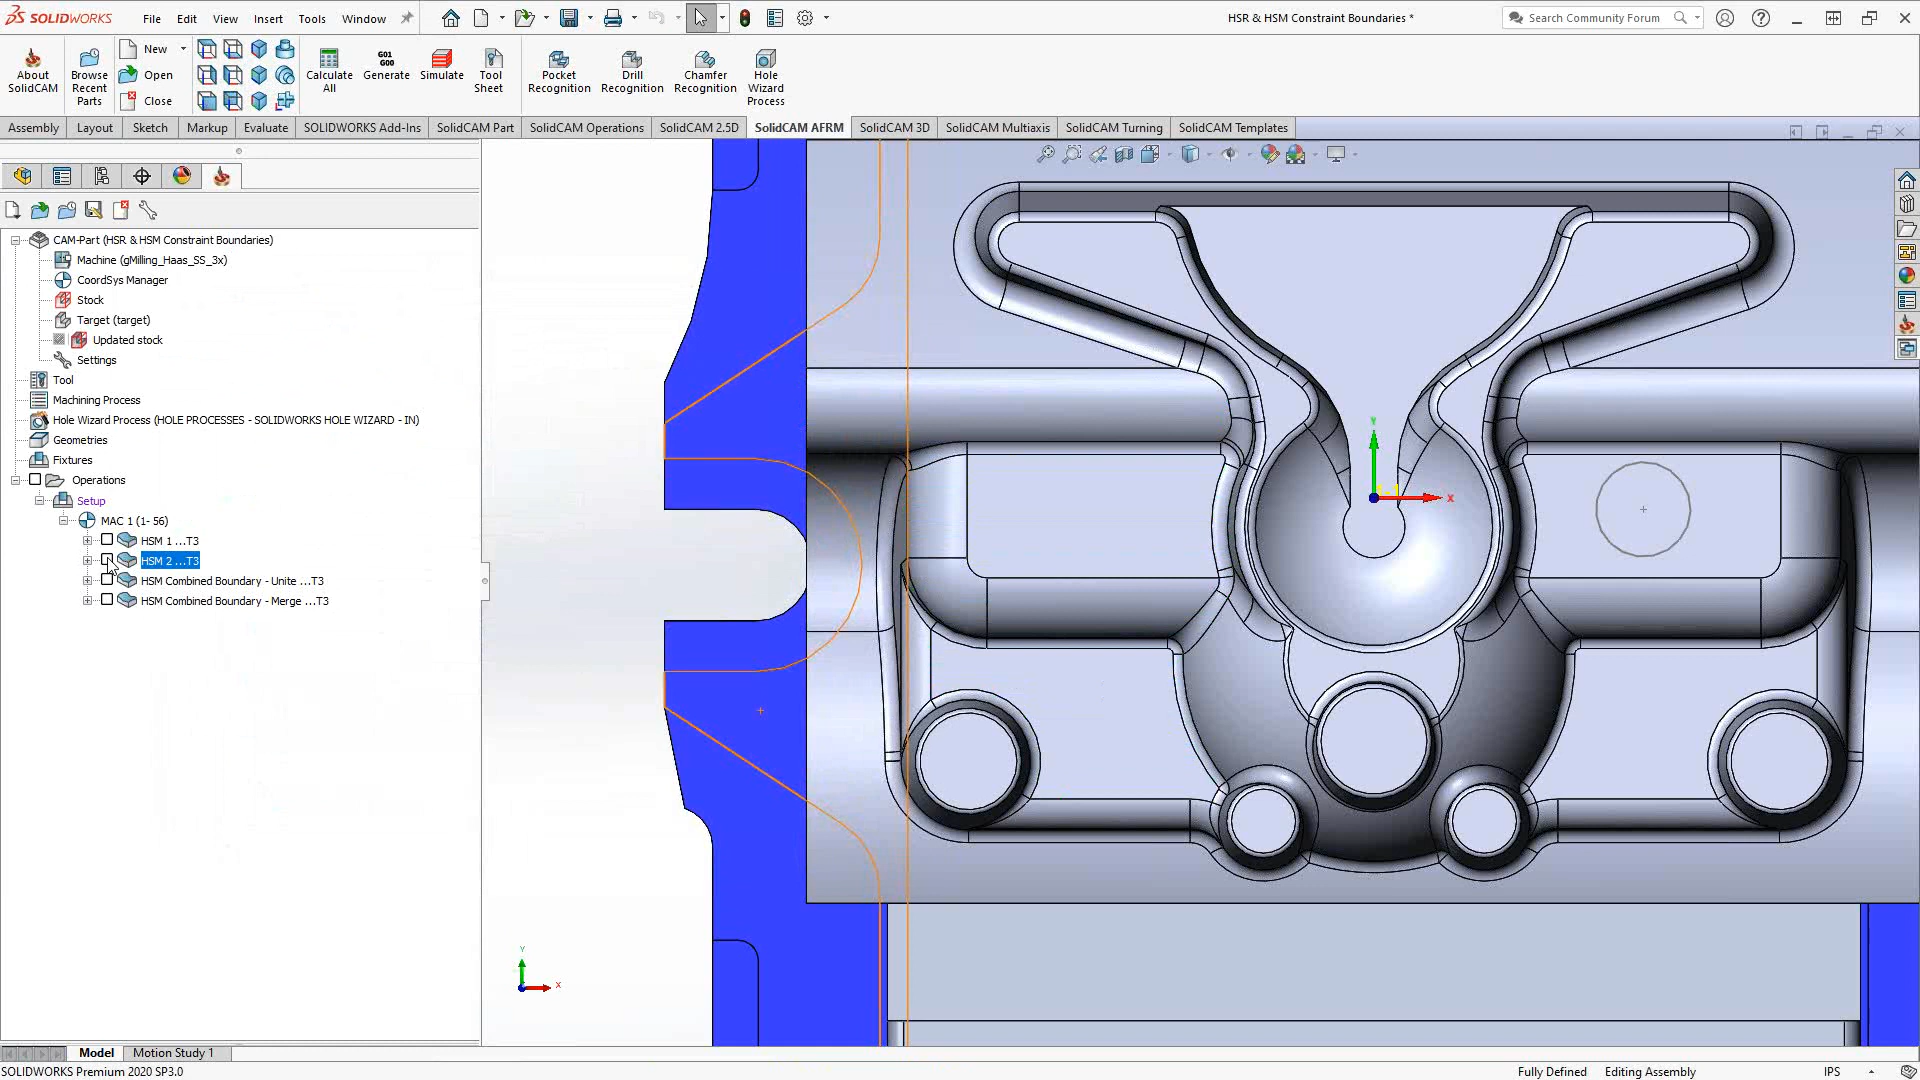 SOLIDWORKS File Edit View Insert Tools Window HSR & HSM Constraint Boundaries * Search Community Forum
About SolidCAM
Browse Recent Parts
New
Open
Close
Calculate All
G01 G00 Generate
Simulate
Tool Sheet
Pocket Recognition
Drill Recognition
Chamfer Recognition
Hole Wizard Process
Assembly Layout Sketch Markup Evaluate SOLIDWORKS Add-Ins SolidCAM Part SolidCAM Operations SolidCAM 2.5D SolidCAM AFRM SolidCAM 3D SolidCAM Multiaxis SolidCAM Turning SolidCAM Templates
CAM-Part (HSR & HSM Constraint Boundaries)
Machine (gMilling_Haas_SS_3x)
CoordSys Manager
Stock
Target (target)
Updated stock
Settings
Tool
Machining Process
Hole Wizard Process (HOLE PROCESSES - SOLIDWORKS HOLE WIZARD - IN)
Geometries
Fixtures
Operations
Setup
MAC 1 (1- 56)
HSM 1 ...T3
HSM 2 ...T3
HSM Combined Boundary - Unite ...T3
HSM Combined Boundary - Merge ...T3
Y
X
Y
X
Model Motion Study 1
SOLIDWORKS Premium 2020 SP3.0 Fully Defined Editing Assembly IPS